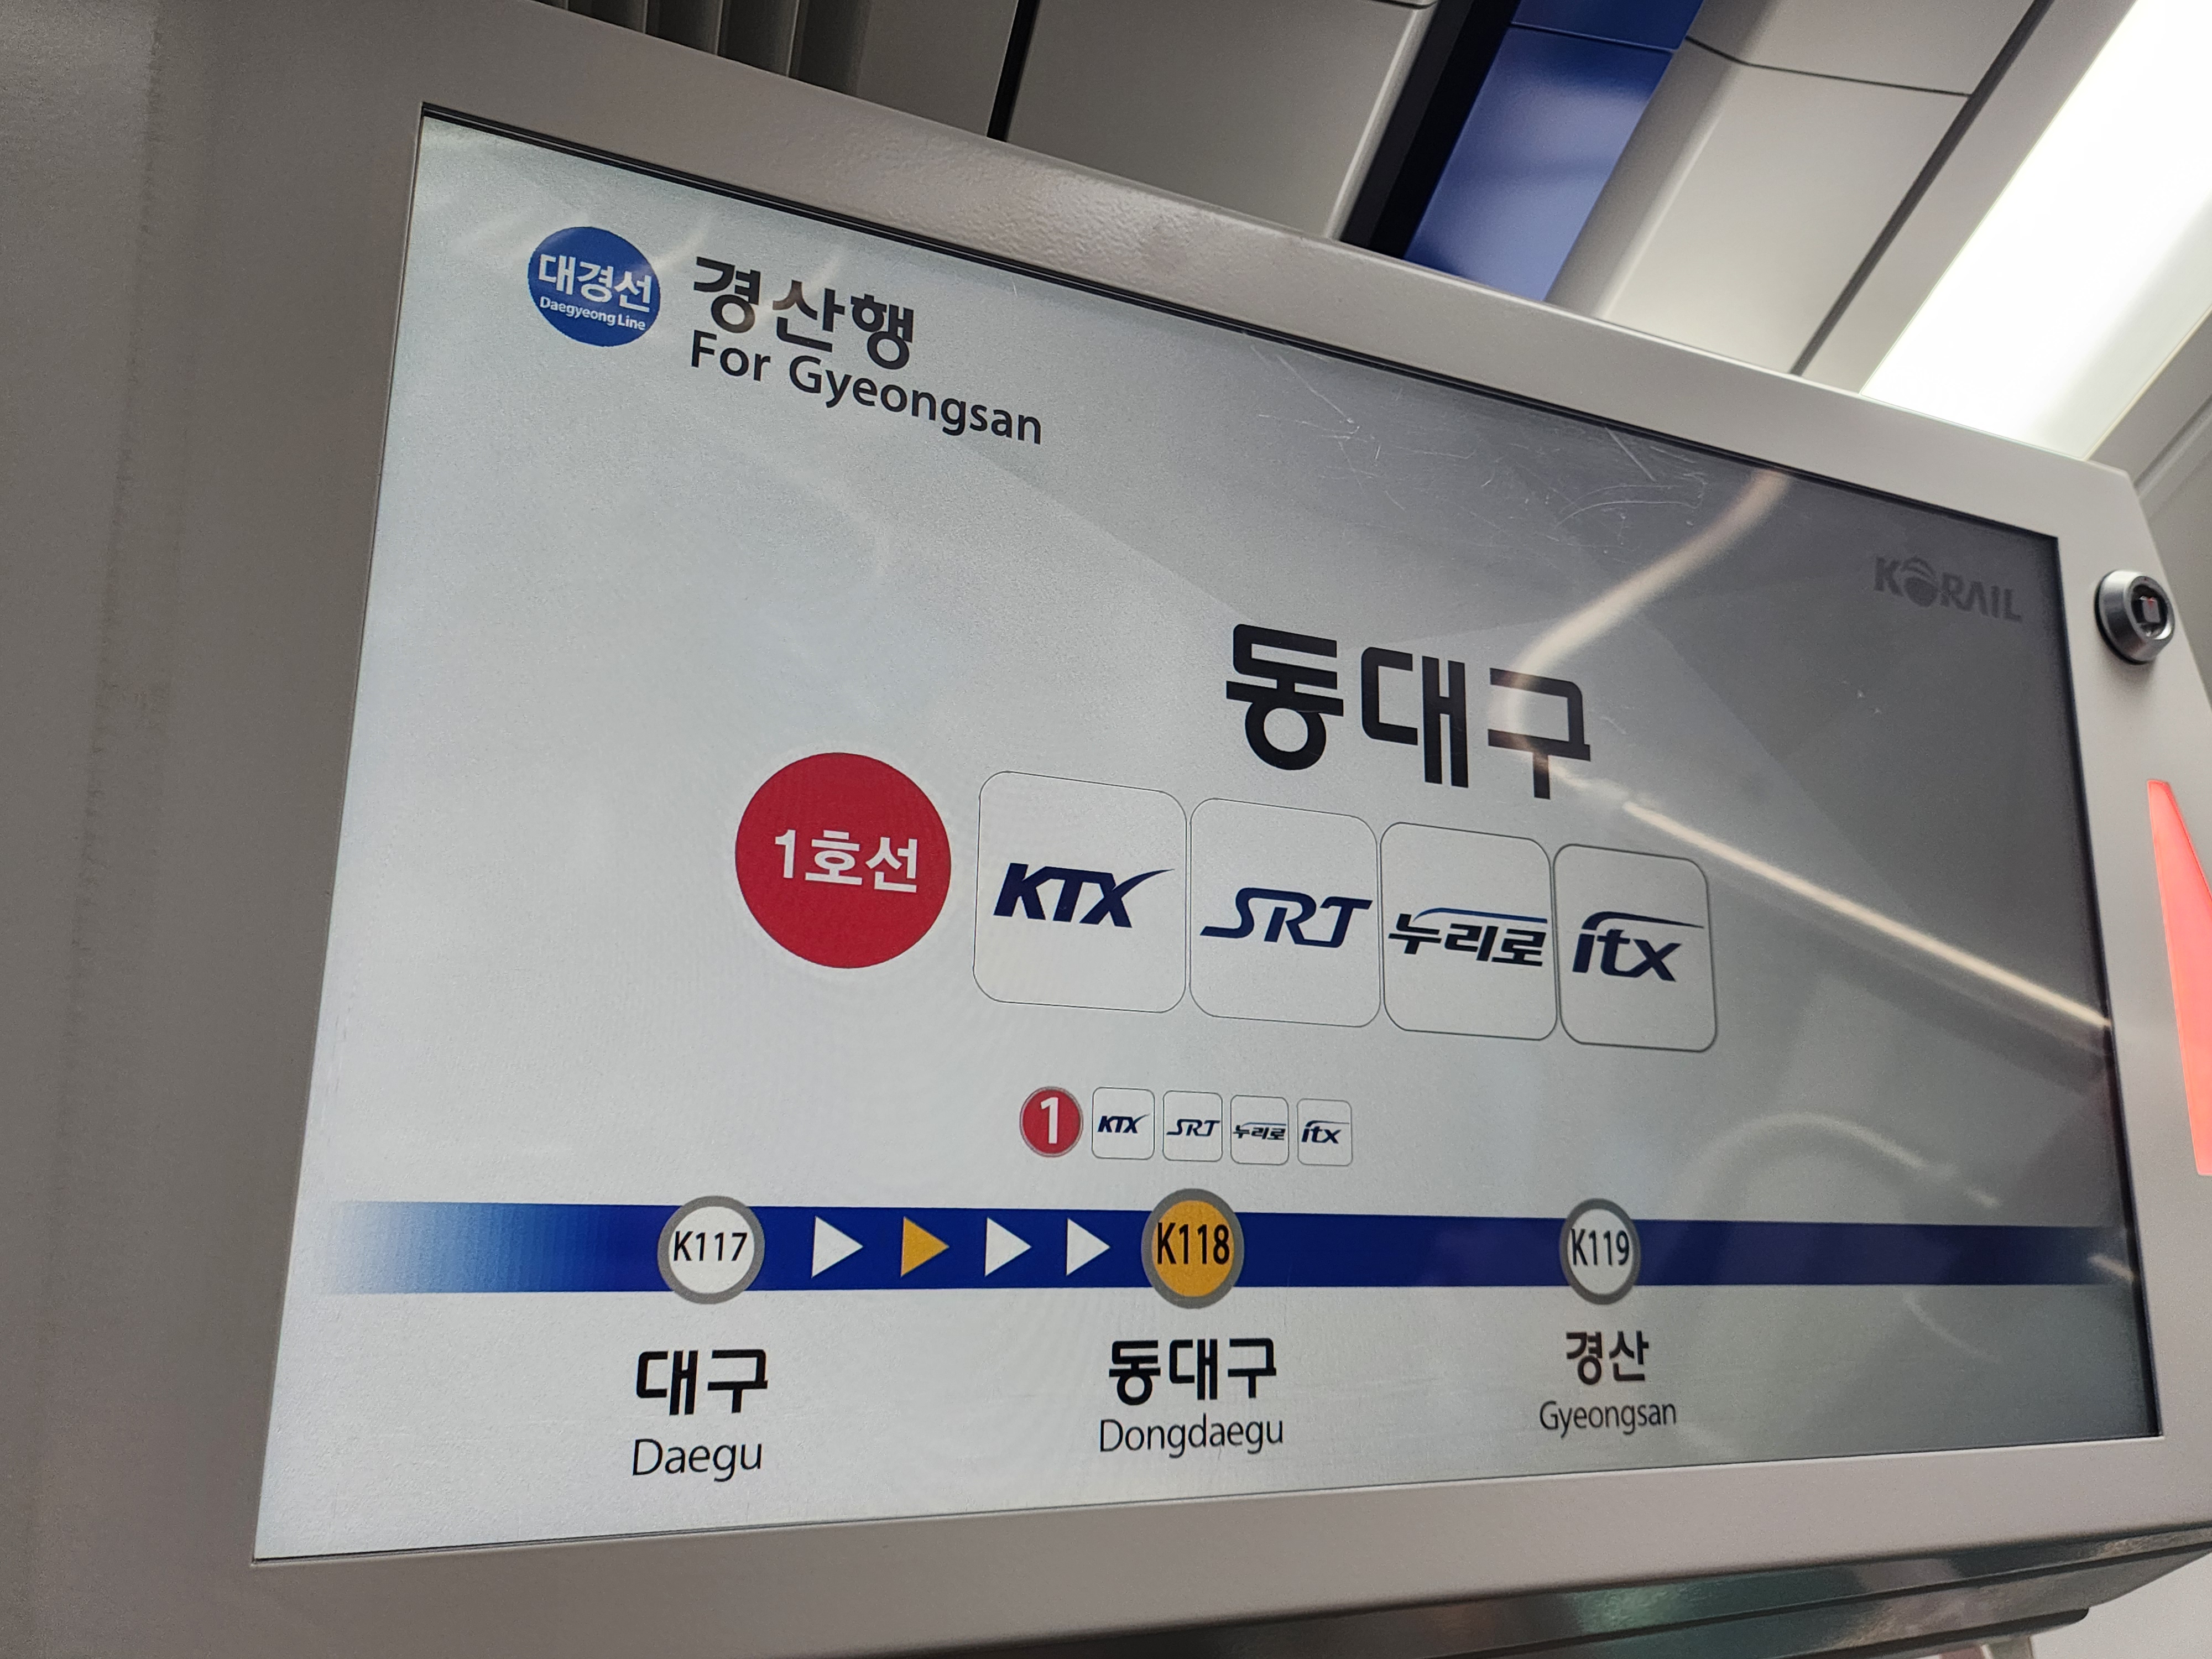 대경선
Daegyeong Line
경산행
For Gyeongsan
KORAIL
동대구
1호선 KTX SRT 누리로 itx
1 KTX SRT 누리로 itx
K117 K118 K119
대구 동대구 경산
Daegu Dongdaegu Gyeongsan